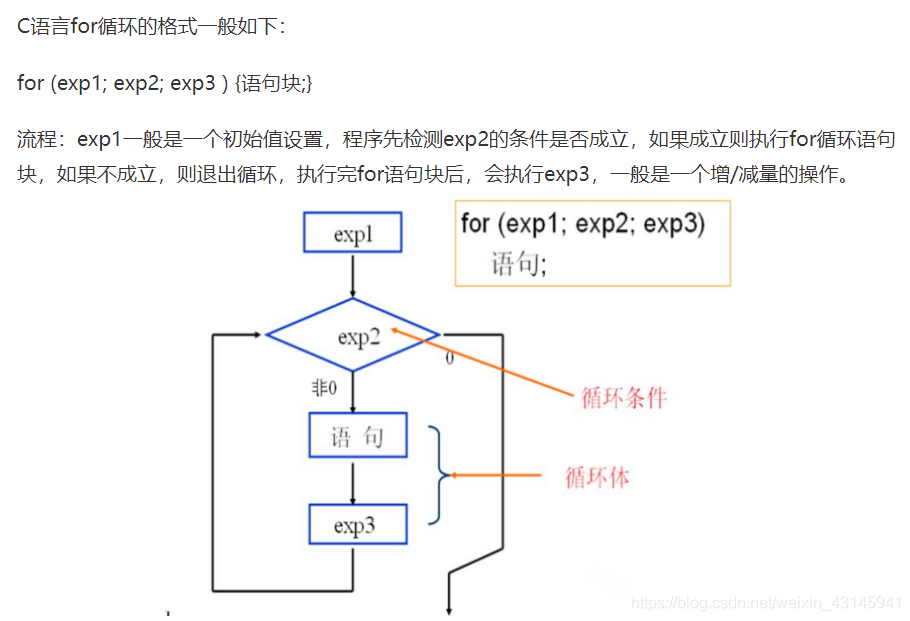 C语言for循环的格式一般如下：
for (exp1; exp2; exp3 ) {语句块;}
流程：exp1一般是一个初始值设置，程序先检测exp2的条件是否成立，如果成立则执行for循环语句
块，如果不成立，则退出循环，执行完for语句块后，会执行exp3，一般是一个增/减量的操作。
for (exp1; exp2; exp3)
语句;
exp1
exp2
0
非0
循环条件
语 句
循环体
exp3
https://blog.csdn.net/weixin_43145941